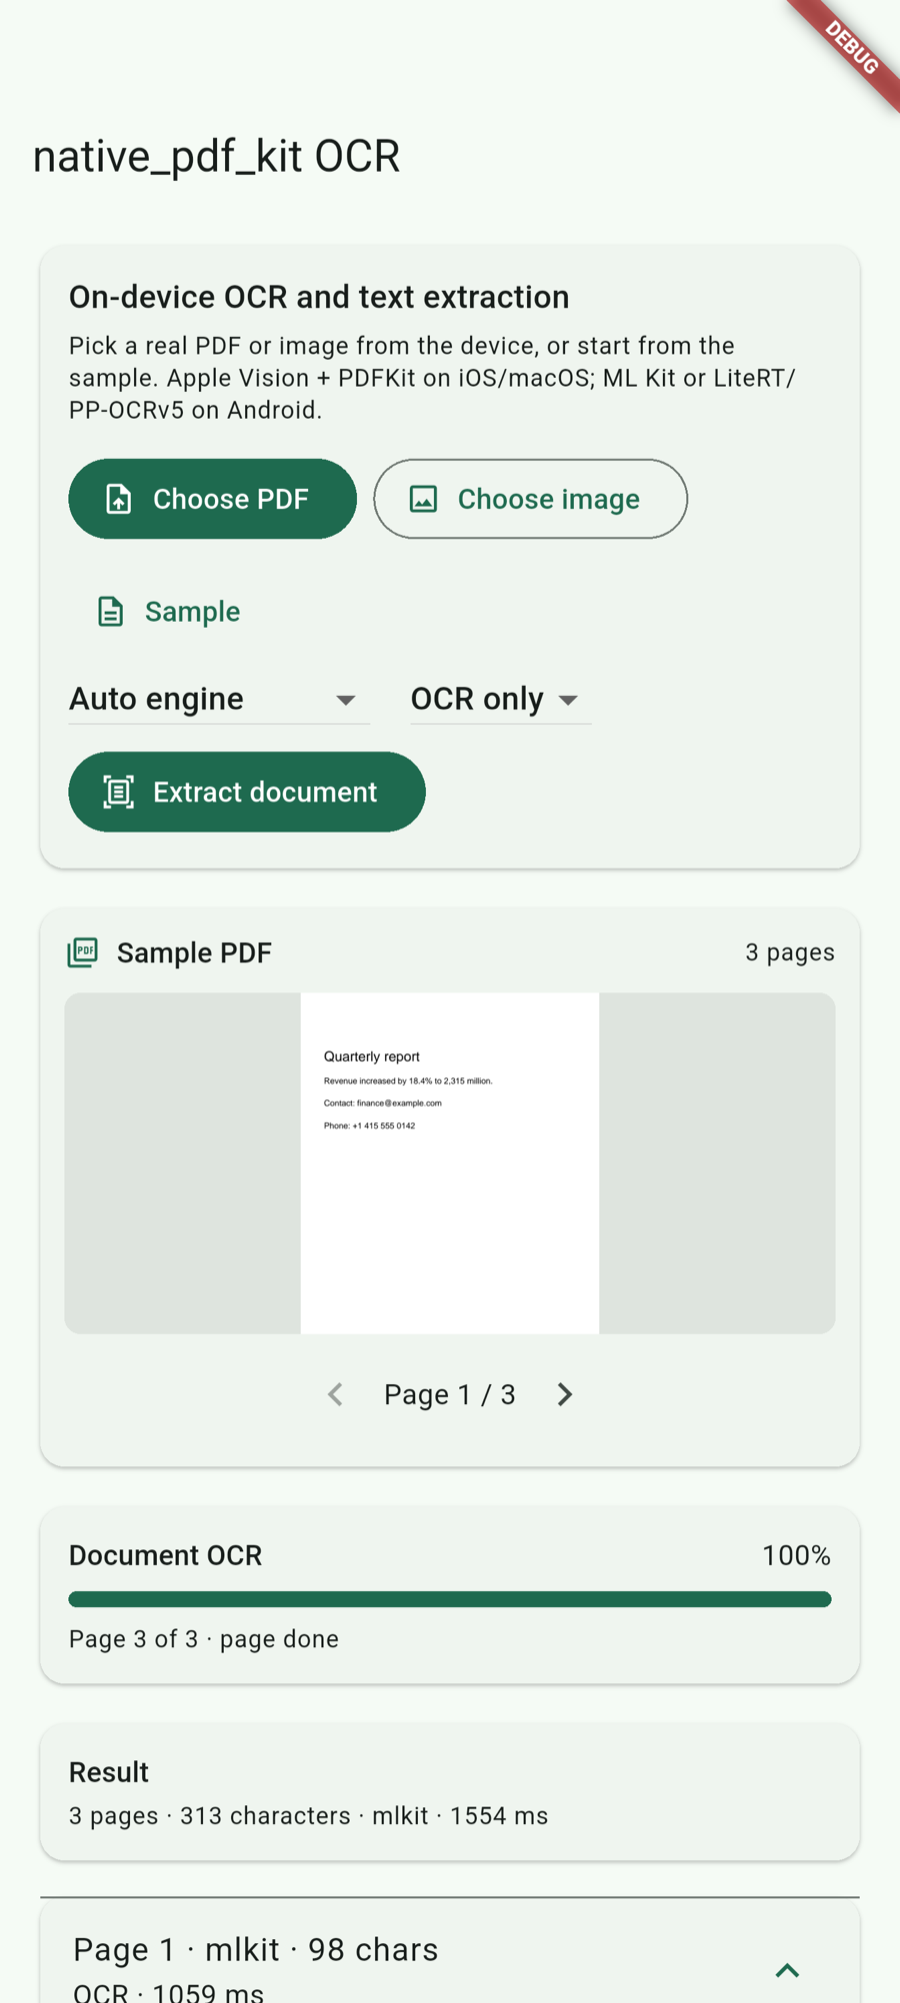 DEBUG
native_pdf_kit OCR
On-device OCR and text extraction
Pick a real PDF or image from the device, or start from the
sample. Apple Vision + PDFKit on iOS/macOS; ML Kit or LiteRT/
PP-OCRv5 on Android.
Choose PDF
Choose image
Sample
Auto engine
OCR only
Extract document
PDF
Sample PDF
3 pages
Quarterly report
Revenue increased by 18.4% to 2,315 million.
Contact: finance@example.com
Phone: +1 415 555 0142
Page 1 / 3
Document OCR
100%
Page 3 of 3 · page done
Result
3 pages · 313 characters · mlkit · 1554 ms
Page 1 · mlkit · 98 chars
OCR · 1059 ms